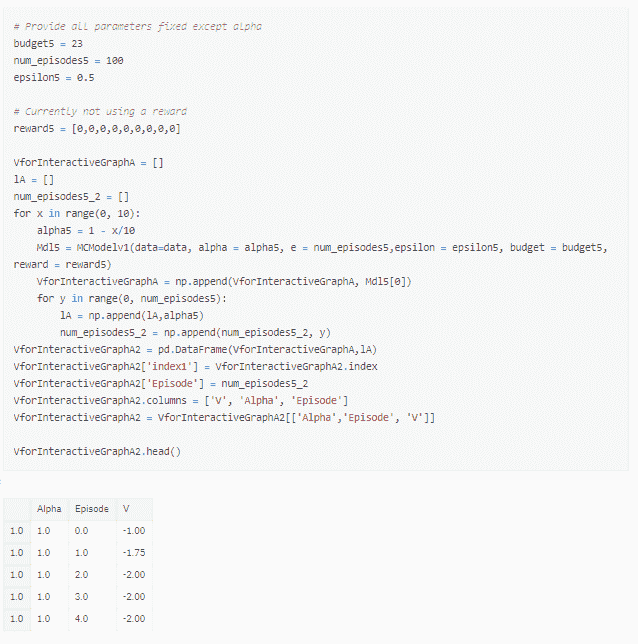 # Provide all parameters fixed except alpha
budget5 = 23
num_episodes5 = 100
epsilon5 = 0.5
# Currently not using a reward
reward5 = [0,0,0,0,0,0,0,0,0]
VforInteractiveGraphA = []
lA = []
num_episodes5_2 = []
for x in range(0, 10):
alpha5 = 1 - x/10
Mdl5 = MCModelv1(data=data, alpha = alpha5, e = num_episodes5,epsilon = epsilon5, budget = budget5,
reward = reward5)
VforInteractiveGraphA = np.append(VforInteractiveGraphA, Mdl5[0])
for y in range(0, num_episodes5):
lA = np.append(lA,alpha5)
num_episodes5_2 = np.append(num_episodes5_2, y)
VforInteractiveGraphA2 = pd.DataFrame(VforInteractiveGraphA,lA)
VforInteractiveGraphA2['index1'] = VforInteractiveGraphA2.index
VforInteractiveGraphA2['Episode'] = num_episodes5_2
VforInteractiveGraphA2.columns = ['V', 'Alpha', 'Episode']
VforInteractiveGraphA2 = VforInteractiveGraphA2[['Alpha','Episode', 'V']]
VforInteractiveGraphA2.head()
Alpha Episode V
1.0 1.0 0.0 -1.00
1.0 1.0 1.0 -1.75
1.0 1.0 2.0 -2.00
1.0 1.0 3.0 -2.00
1.0 1.0 4.0 -2.00